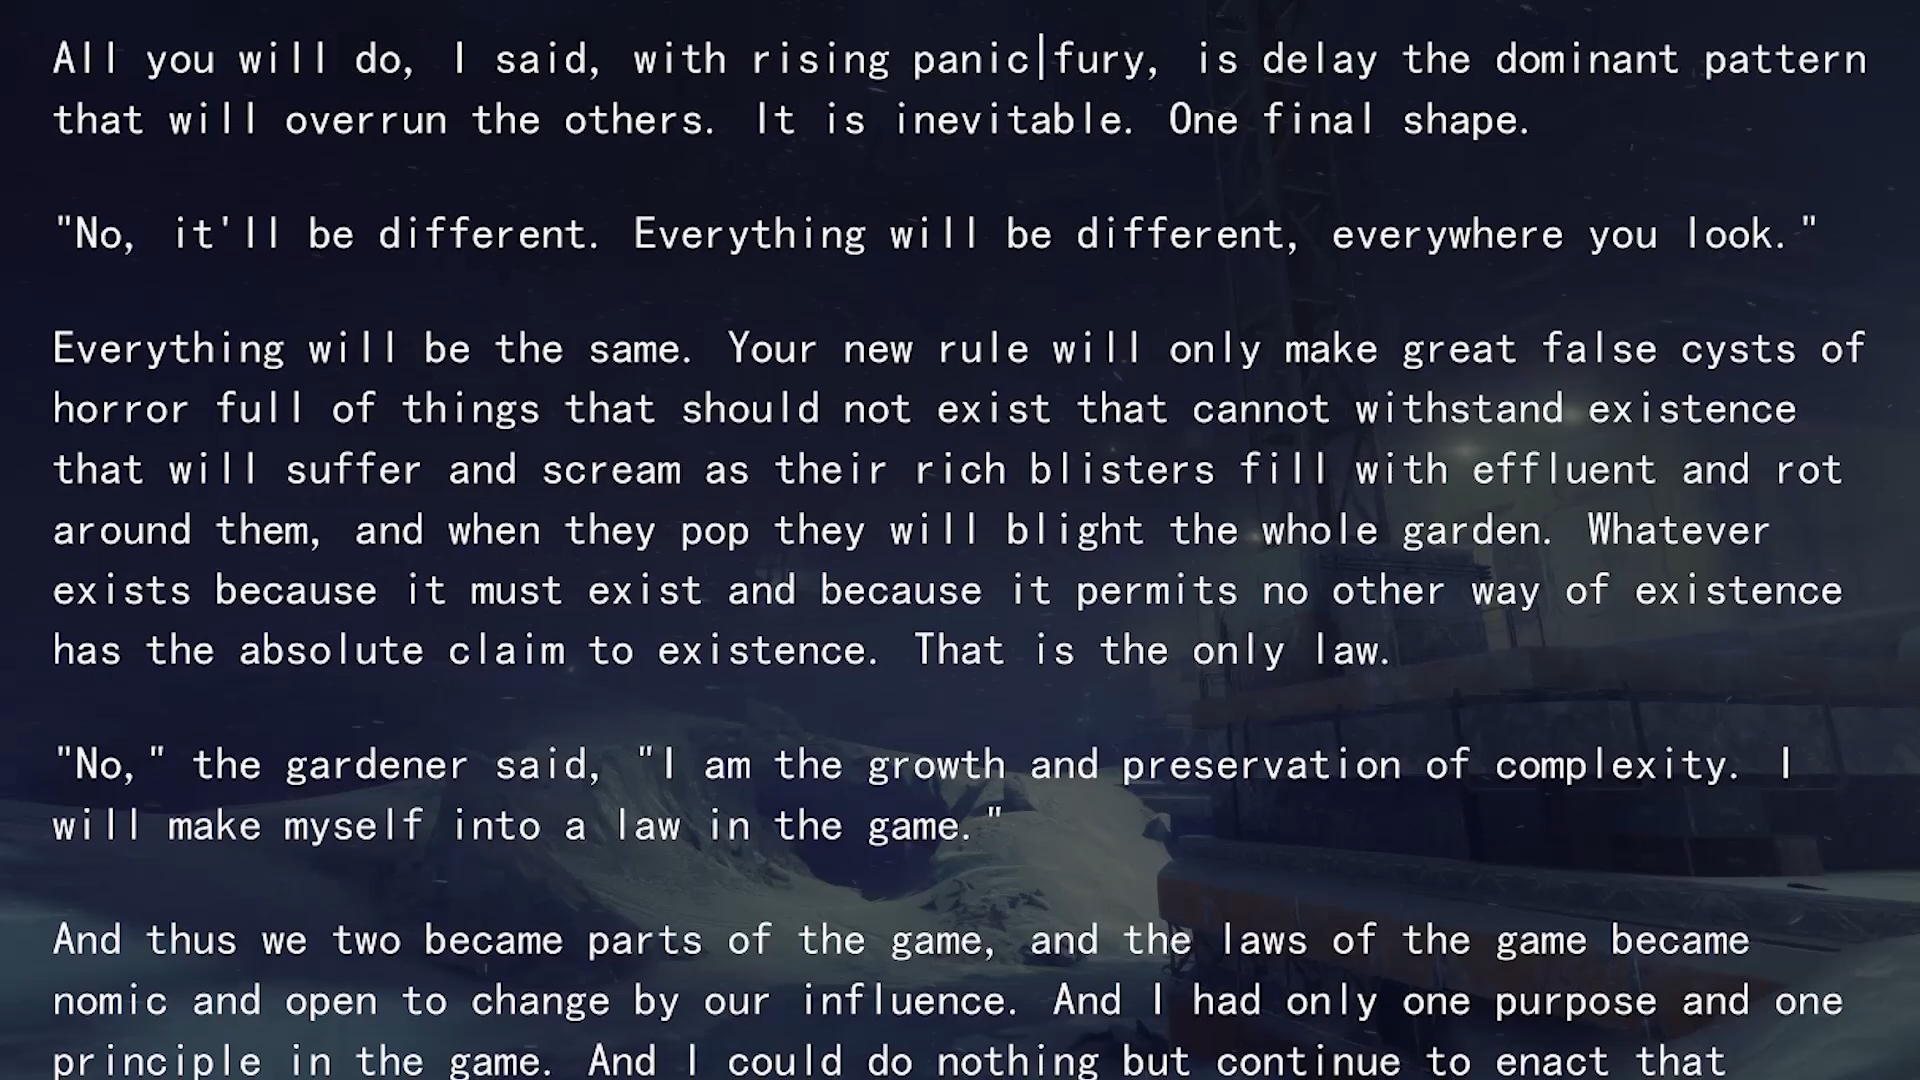 All you will do, I said, with rising panic|fury, is delay the dominant pattern
that will overrun the others. It is inevitable. One final shape.
"No, it'll be different. Everything will be different, everywhere you look."
Everything will be the same. Your new rule will only make great false cysts of
horror full of things that should not exist that cannot withstand existence
that will suffer and scream as their rich blisters fill with effluent and rot
around them, and when they pop they will blight the whole garden. Whatever
exists because it must exist and because it permits no other way of existence
has the absolute claim to existence. That is the only law.
"No," the gardener said, "I am the growth and preservation of complexity. I
will make myself into a law in the game."
And thus we two became parts of the game, and the laws of the game became
nomic and open to change by our influence. And I had only one purpose and one
principle in the game. And I could do nothing but continue to enact that